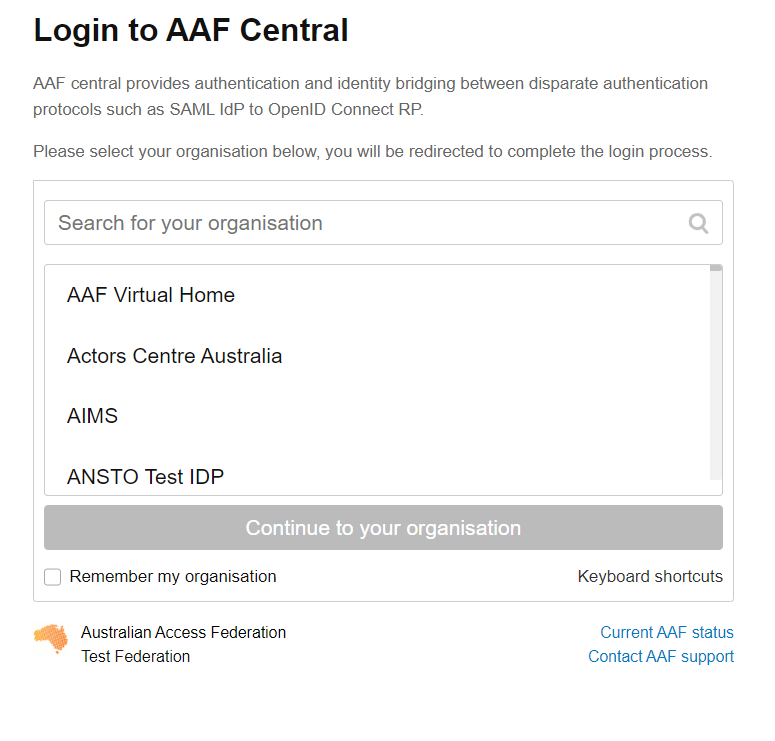 Login to AAF Central
AAF central provides authentication and identity bridging between disparate authentication
protocols such as SAML IdP to OpenID Connect RP.
Please select your organisation below, you will be redirected to complete the login process.
Search for your organisation
AAF Virtual Home
Actors Centre Australia
AIMS
ANSTO Test IDP
Continue to your organisation
Remember my organisation
Keyboard shortcuts
Australian Access Federation
Test Federation
Current AAF status
Contact AAF support